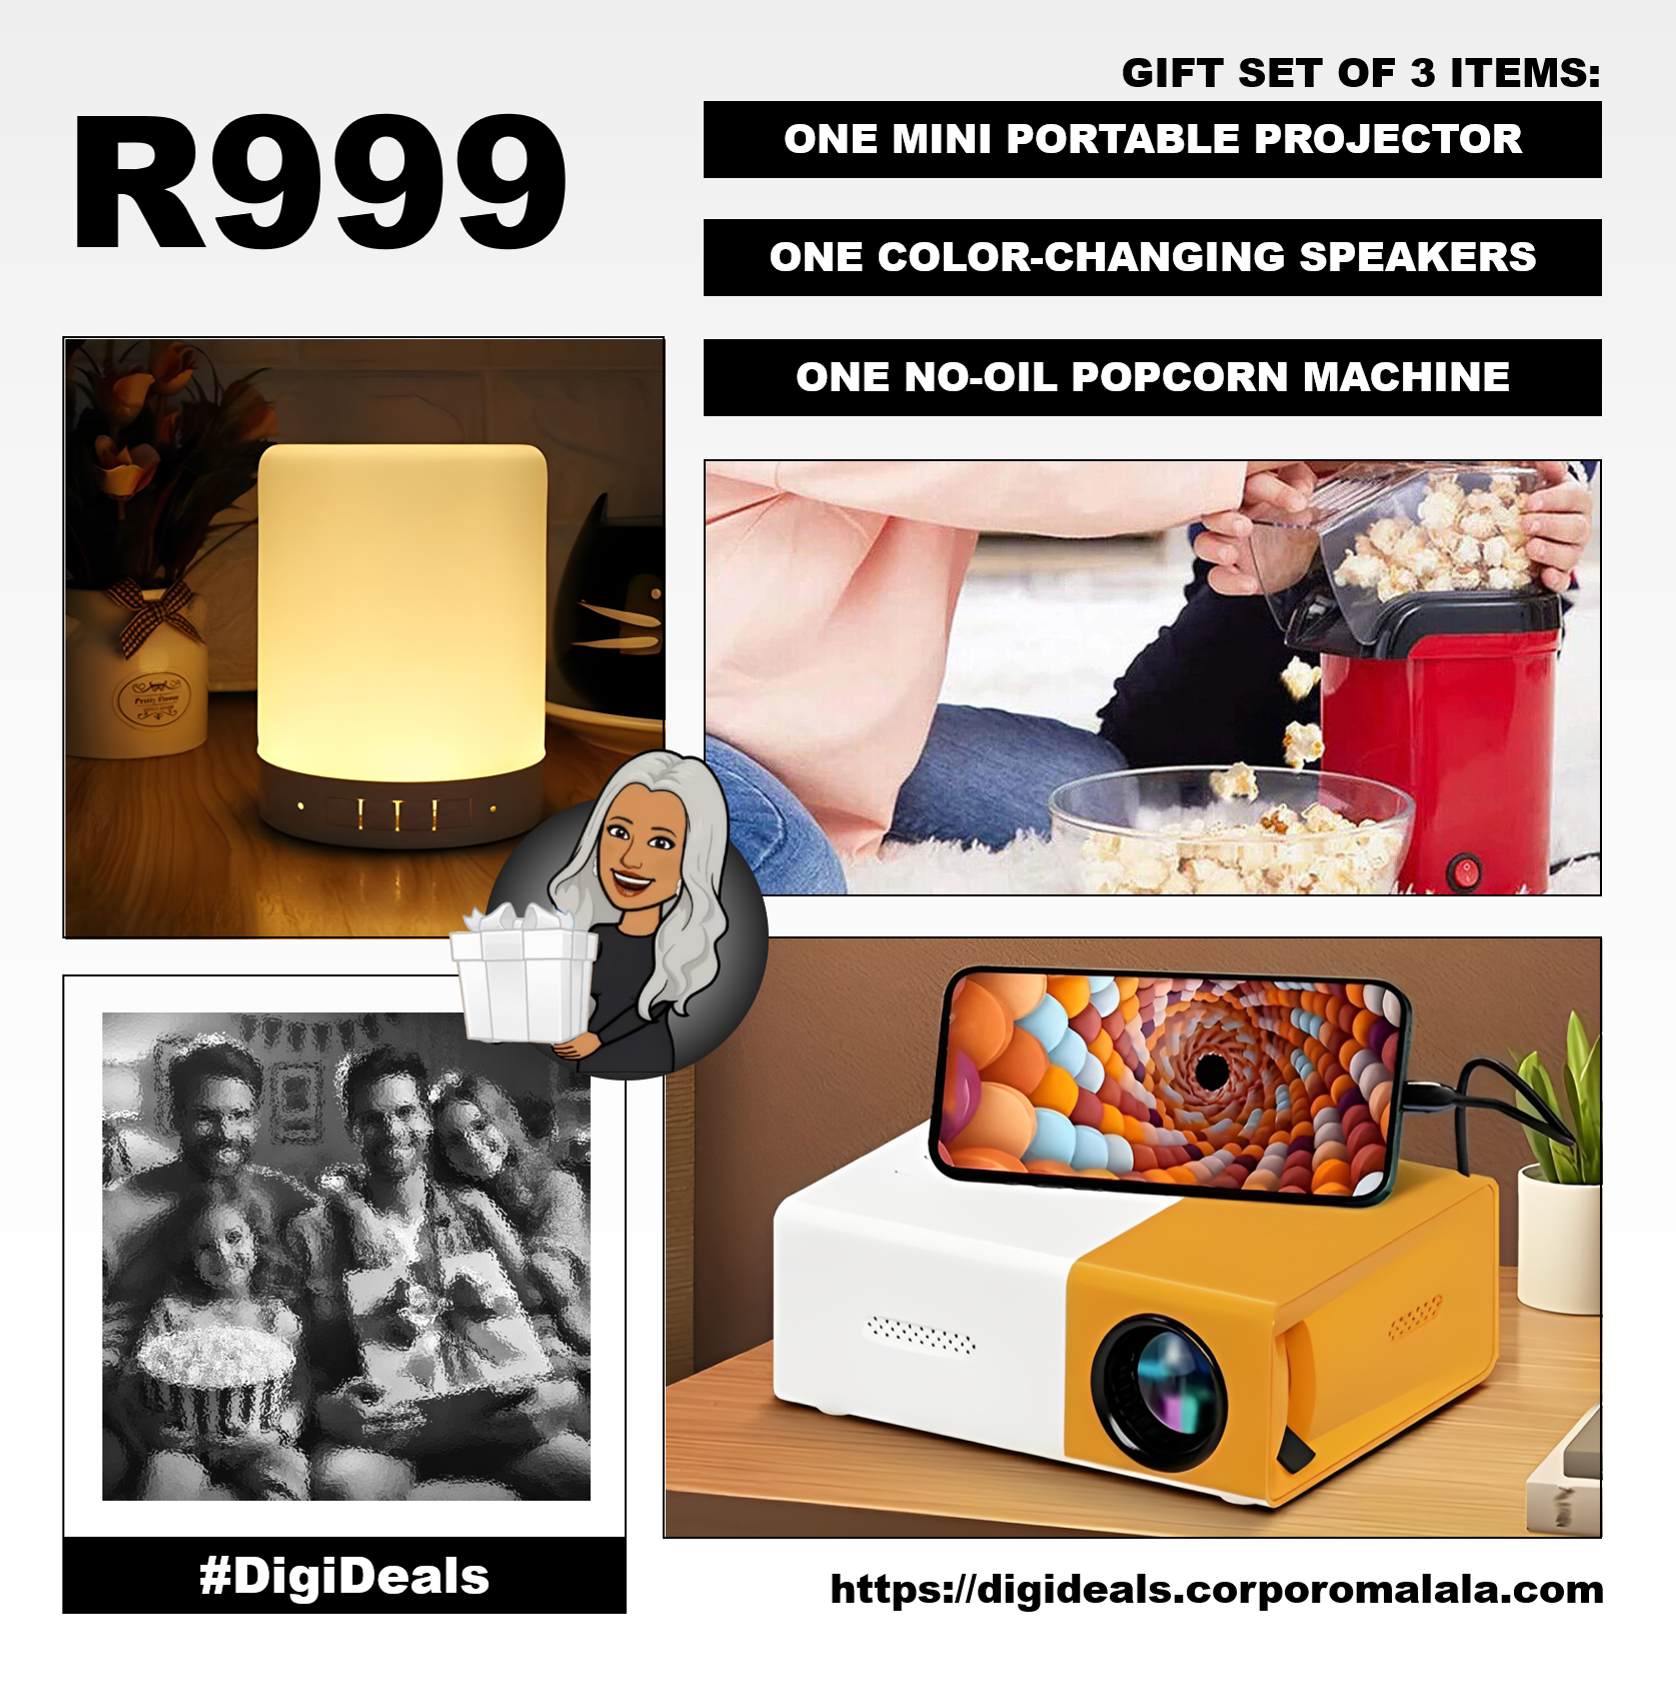 R999
GIFT SET OF 3 ITEMS:
ONE MINI PORTABLE PROJECTOR
ONE COLOR-CHANGING SPEAKERS
ONE NO-OIL POPCORN MACHINE
#DigiDeals
https://digideals.corporomalala.com